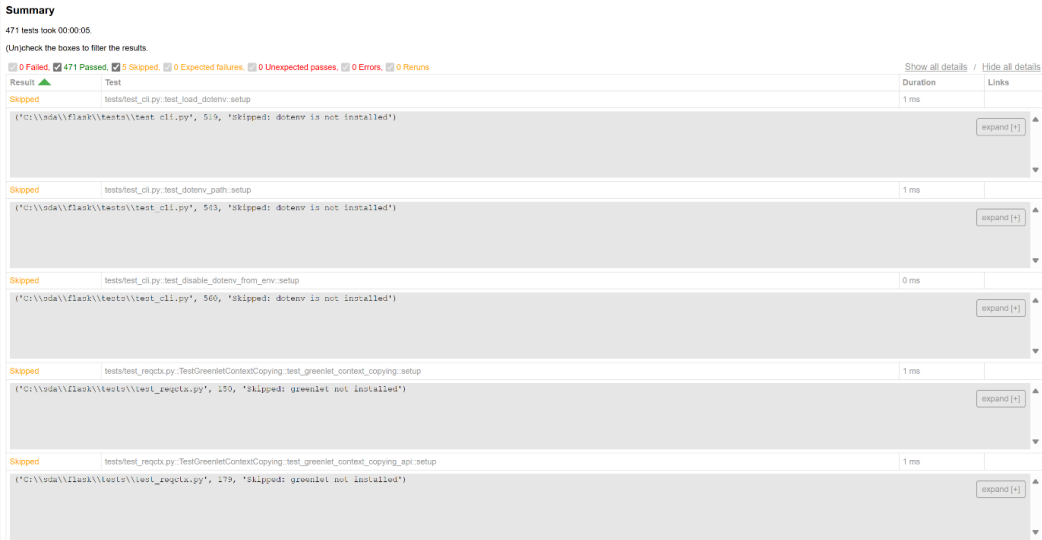 Summary
471 tests took 00:00:05.
(Un)check the boxes to filter the results.
0 Failed, 471 Passed, 5 Skipped, 0 Expected failures, 0 Unexpected passes, 0 Errors, 0 Reruns Show all details / Hide all details
Result Test Duration Links
Skipped tests/test_cli.py::test_load_dotenv::setup 1 ms
('C:\\sda\\flask\\tests\\test_cli.py', 519, 'Skipped: dotenv is not installed') expand [+]
Skipped tests/test_cli.py::test_dotenv_path::setup 1 ms
('C:\\sda\\flask\\tests\\test_cli.py', 543, 'Skipped: dotenv is not installed') expand [+]
Skipped tests/test_cli.py::test_disable_dotenv_from_env::setup 0 ms
('C:\\sda\\flask\\tests\\test_cli.py', 560, 'Skipped: dotenv is not installed') expand [+]
Skipped tests/test_reqctx.py::TestGreenletContextCopying::test_greenlet_context_copying::setup 1 ms
('C:\\sda\\flask\\tests\\test_reqctx.py', 150, 'Skipped: greenlet not installed') expand [+]
Skipped tests/test_reqctx.py::TestGreenletContextCopying::test_greenlet_context_copying_api::setup 1 ms
('C:\\sda\\flask\\tests\\test_reqctx.py', 179, 'Skipped: greenlet not installed') expand [+]